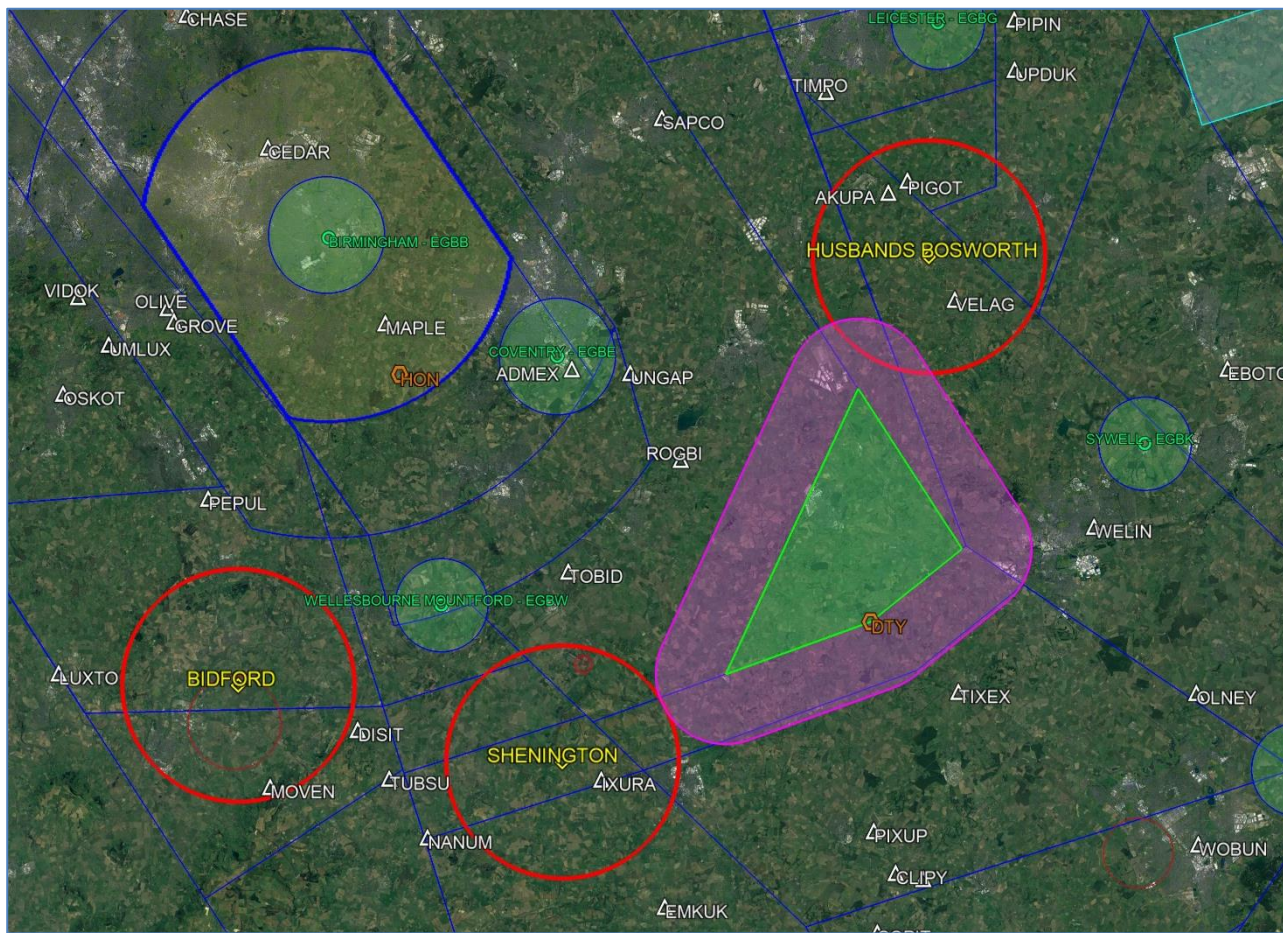 CHASE
LEICESTER - EGBG
PIPIN
UPDUK
TIMPO
SAPCO
CEDAR
PIGOT
AKUPA
BIRMINGHAM - EGBB
HUSBANDS BOSWORTH
VIDOK
OLIVE
GROVE
MAPLE
VELAG
UMLUX
COVENTRY - EGBE
ADMEX
UNGAP
HON
EBOTO
OSKOT
SYWELL - EGBK
ROGBI
PEPUL
WELIN
TOBID
WELLESBOURNE MOUNTFORD - EGBW
DTY
LUXTO
BIDFORD
TIXEX
OLNEY
DISIT
SHENINGTON
MOVEN
TUBSU
IXURA
NANUM
PIXUP
WOBUN
CLIPY
EMKUK